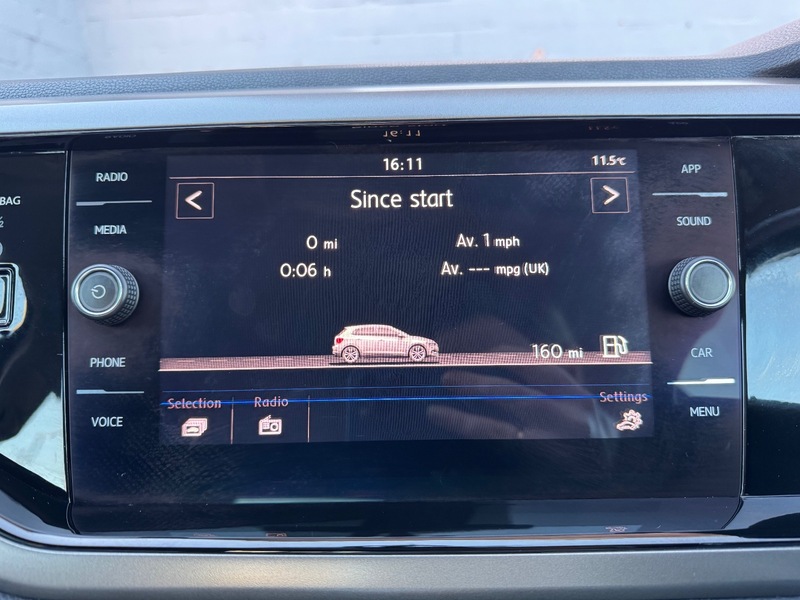 16:11
11.5°C
RADIO
APP
< Since start >
BAG
MEDIA
SOUND
0 mi
Av. 1 mph
0:06 h
Av. --- mpg (UK)
160 mi
PHONE
CAR
Selection
Radio
Settings
VOICE
MENU